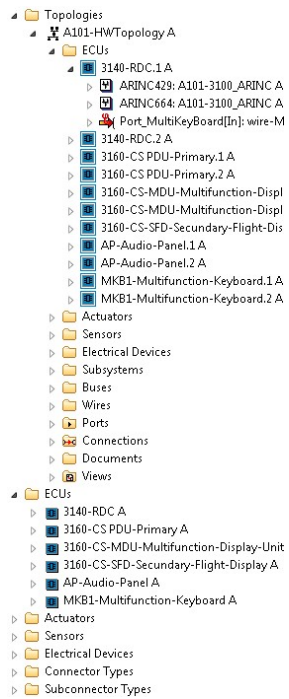 Topologies
A101-HWTopology A
ECUs
3140-RDC.1 A
ARINC429: A101-3100_ARINC A
ARINC664: A101-3100_ARINC A
Port_MultiKeyBoard[In]: wire-M
3140-RDC.2 A
3160-CS PDU-Primary.1 A
3160-CS PDU-Primary.2 A
3160-CS-MDU-Multifunction-Displ
3160-CS-MDU-Multifunction-Displ
3160-CS-SFD-Secundary-Flight-Dis
AP-Audio-Panel.1 A
AP-Audio-Panel.2 A
MKB1-Multifunction-Keyboard.1 A
MKB1-Multifunction-Keyboard.2 A
Actuators
Sensors
Electrical Devices
Subsystems
Buses
Wires
Ports
Connections
Documents
Views
ECUs
3140-RDC A
3160-CS PDU-Primary A
3160-CS-MDU-Multifunction-Display-Unit
3160-CS-SFD-Secundary-Flight-Display A
AP-Audio-Panel A
MKB1-Multifunction-Keyboard A
Actuators
Sensors
Electrical Devices
Connector Types
Subconnector Types